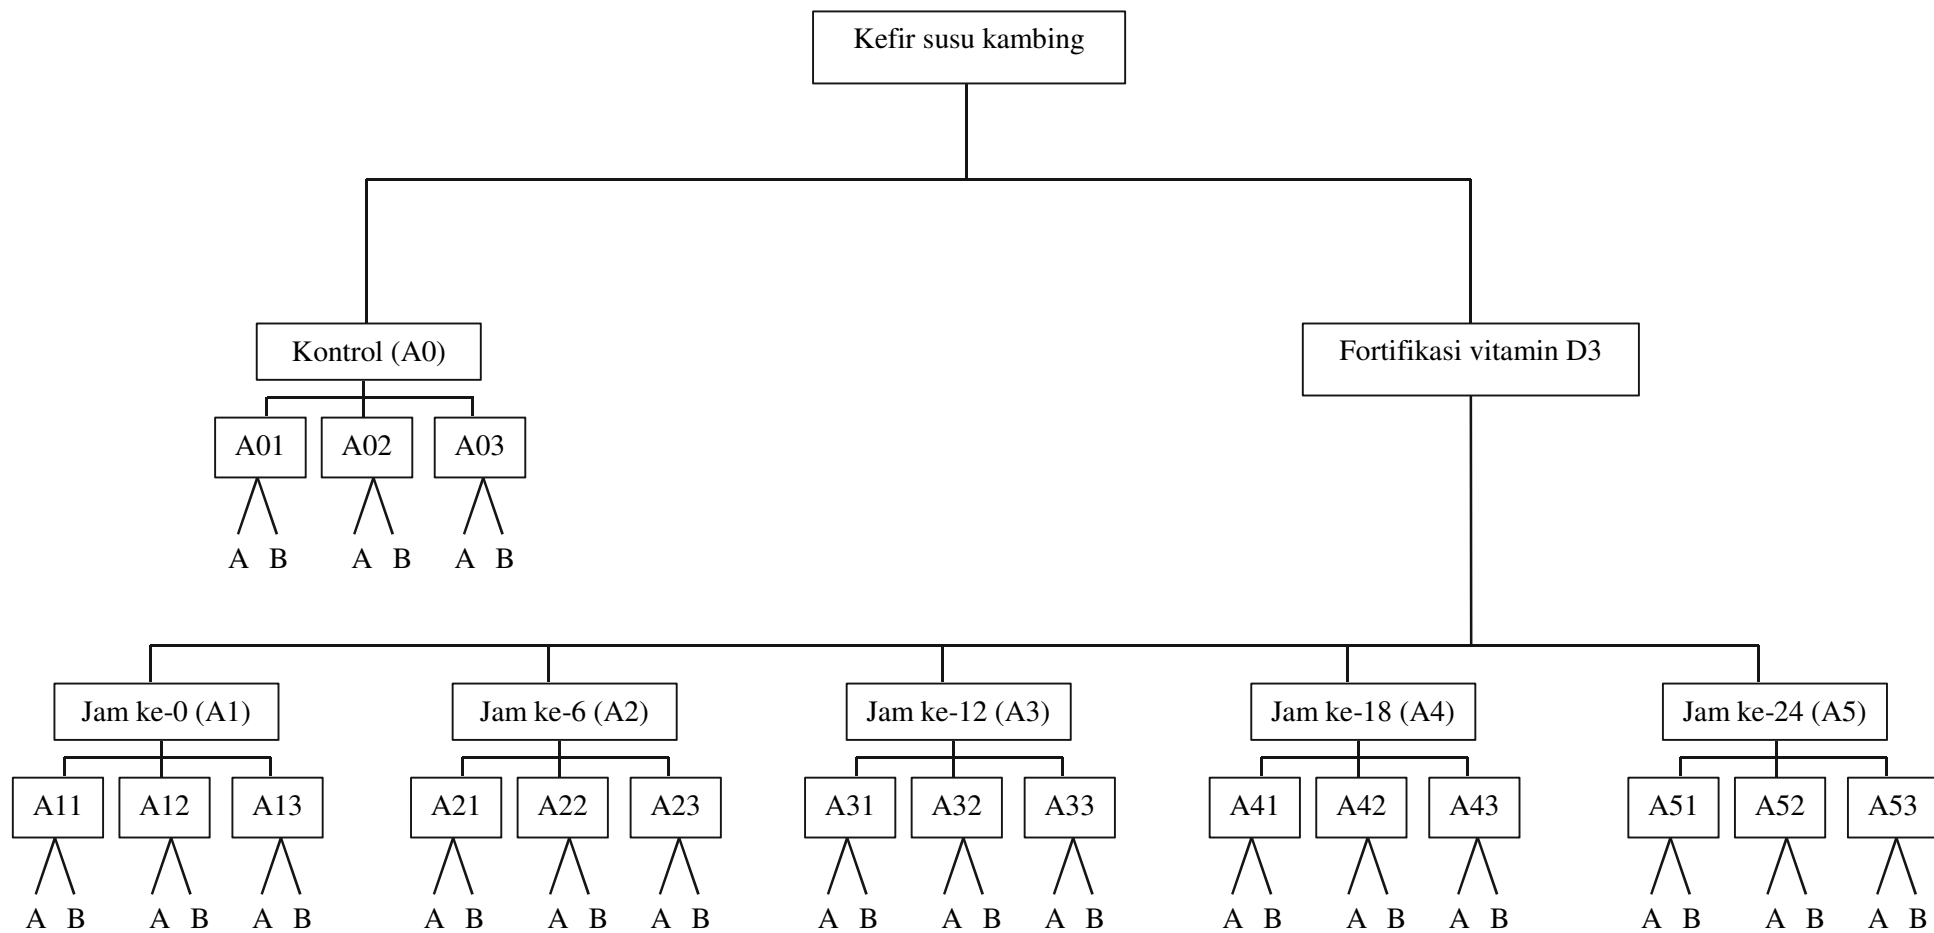 Kefir susu kambing
Kontrol (A0)
Fortifikasi vitamin D3
A01 A02 A03
A B A B A B
Jam ke-0 (A1) Jam ke-6 (A2) Jam ke-12 (A3) Jam ke-18 (A4) Jam ke-24 (A5)
A11 A12 A13 A21 A22 A23 A31 A32 A33 A41 A42 A43 A51 A52 A53
A B A B A B A B A B A B A B A B A B A B A B A B A B A B A B